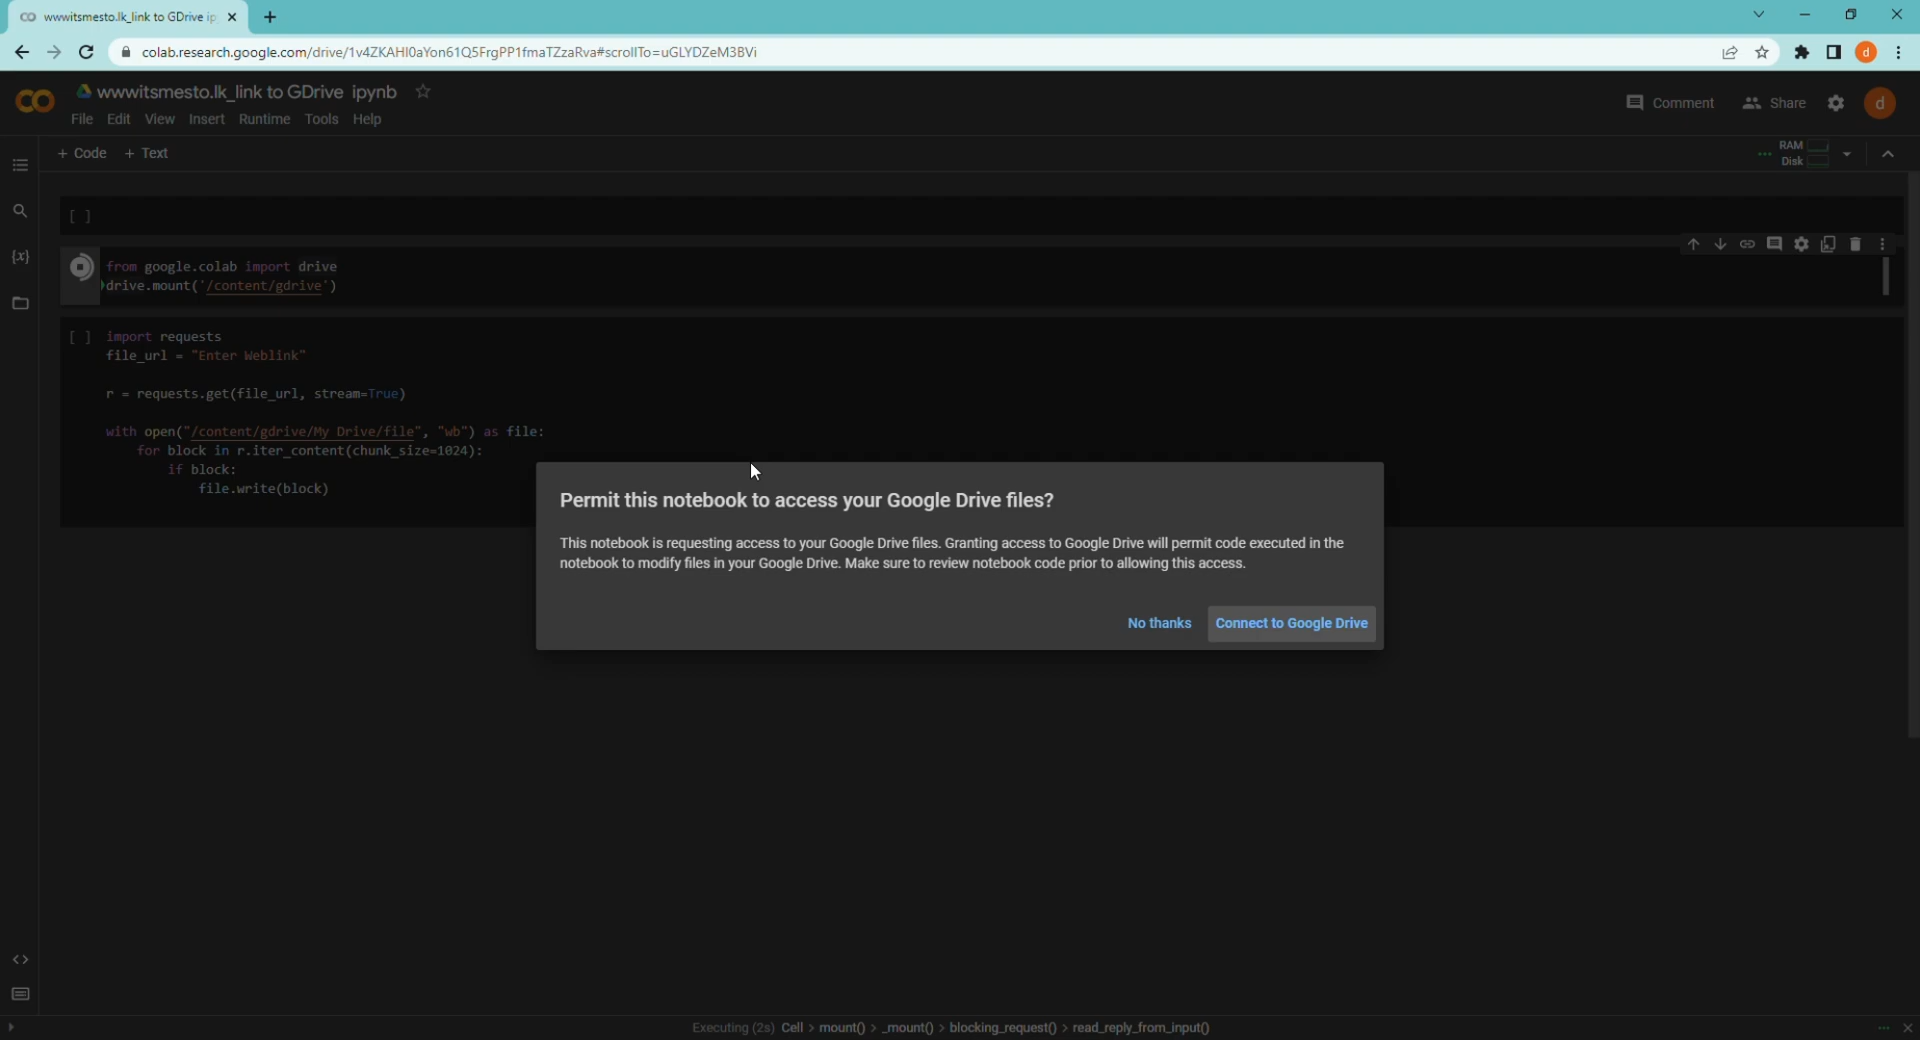 wwwitsmesto.lk_link to GDrive ip
colab.research.google.com/drive/1v4ZKAHI0aYon61Q5FrgPP1fmaTZzaRva#scrollTo=uGLYDZeM3BVi
d
wwwitsmesto.lk_link to GDrive ipynb
Comment
Share
d
File Edit View Insert Runtime Tools Help
+ Code + Text
RAM
Disk
[ ]
from google.colab import drive
drive.mount('/content/gdrive')
{x}
[ ] import requests
file_url = "Enter Weblink"
r = requests.get(file_url, stream=True)
with open("/content/gdrive/My Drive/file", "wb") as file:
for block in r.iter_content(chunk_size=1024):
if block:
file.write(block)
Permit this notebook to access your Google Drive files?
This notebook is requesting access to your Google Drive files. Granting access to Google Drive will permit code executed in the
notebook to modify files in your Google Drive. Make sure to review notebook code prior to allowing this access.
No thanks
Connect to Google Drive
Executing (2s) Cell > mount() > _mount() > blocking_request() > read_reply_from_input()